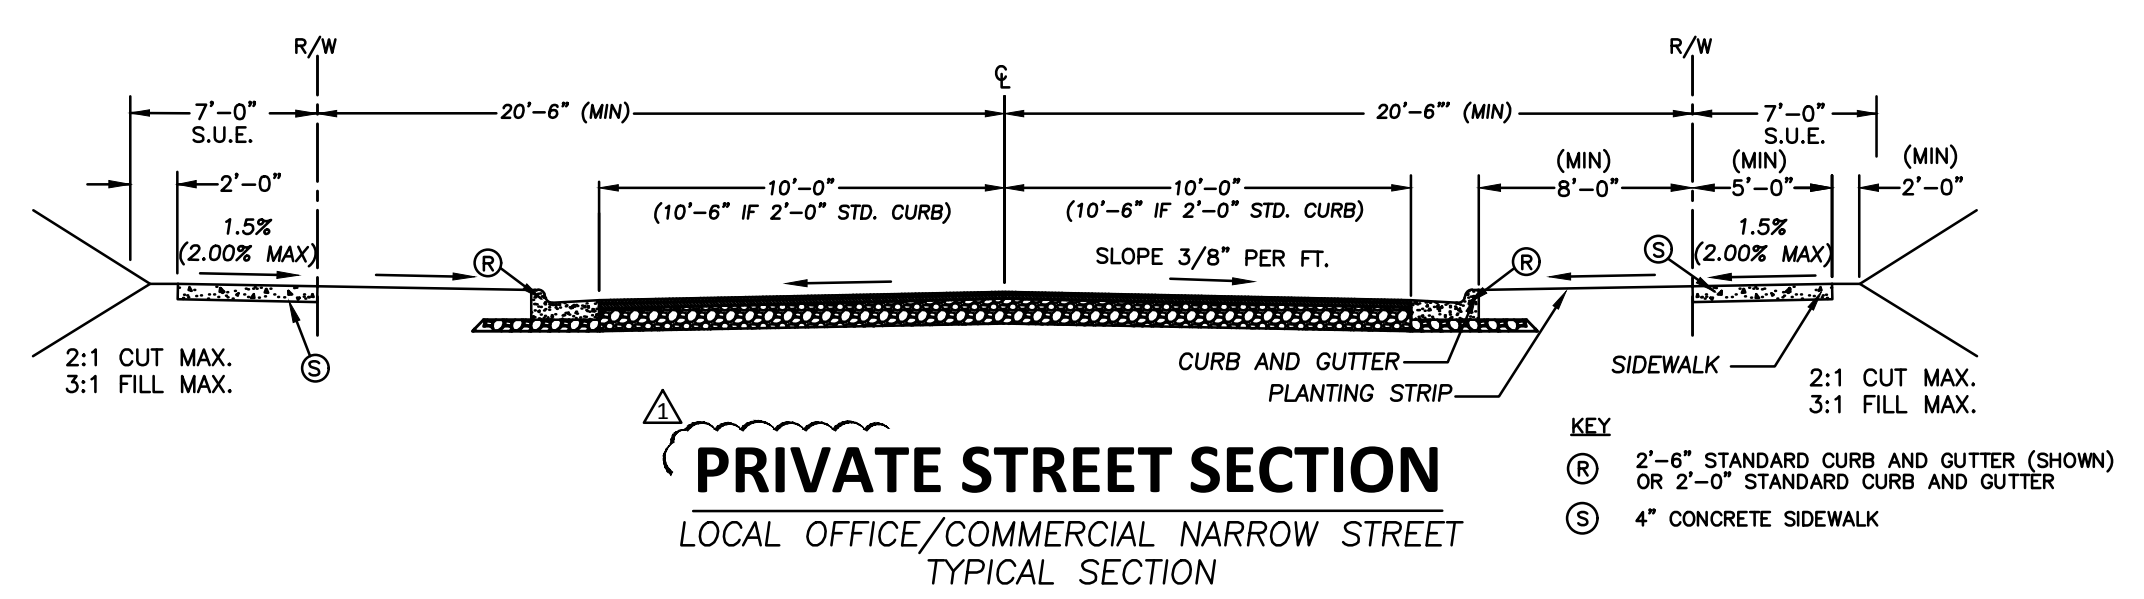 R/W
R/W
℄
7'-0"
20'-6" (MIN)
20'-6"' (MIN)
7'-0"
S.U.E.
S.U.E.
(MIN)
(MIN)
(MIN)
2'-0"
10'-0"
10'-0"
8'-0"
5'-0"
2'-0"
(10'-6" IF 2'-0" STD. CURB)
(10'-6" IF 2'-0" STD. CURB)
1.5%
(2.00% MAX)
1.5%
(2.00% MAX)
R
SLOPE 3/8" PER FT.
R
S
S
2:1 CUT MAX.
3:1 FILL MAX.
CURB AND GUTTER
PLANTING STRIP
SIDEWALK
2:1 CUT MAX.
3:1 FILL MAX.
1
PRIVATE STREET SECTION
LOCAL OFFICE/COMMERCIAL NARROW STREET
TYPICAL SECTION
KEY
R 2'-6" STANDARD CURB AND GUTTER (SHOWN)
OR 2'-0" STANDARD CURB AND GUTTER
S 4" CONCRETE SIDEWALK